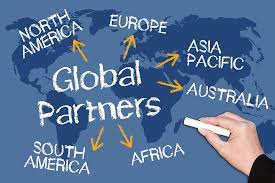 NORTH
AMERICA
EUROPE
ASIA
PACIFIC
Global
Partners
AUSTRALIA
SOUTH
AMERICA
AFRICA